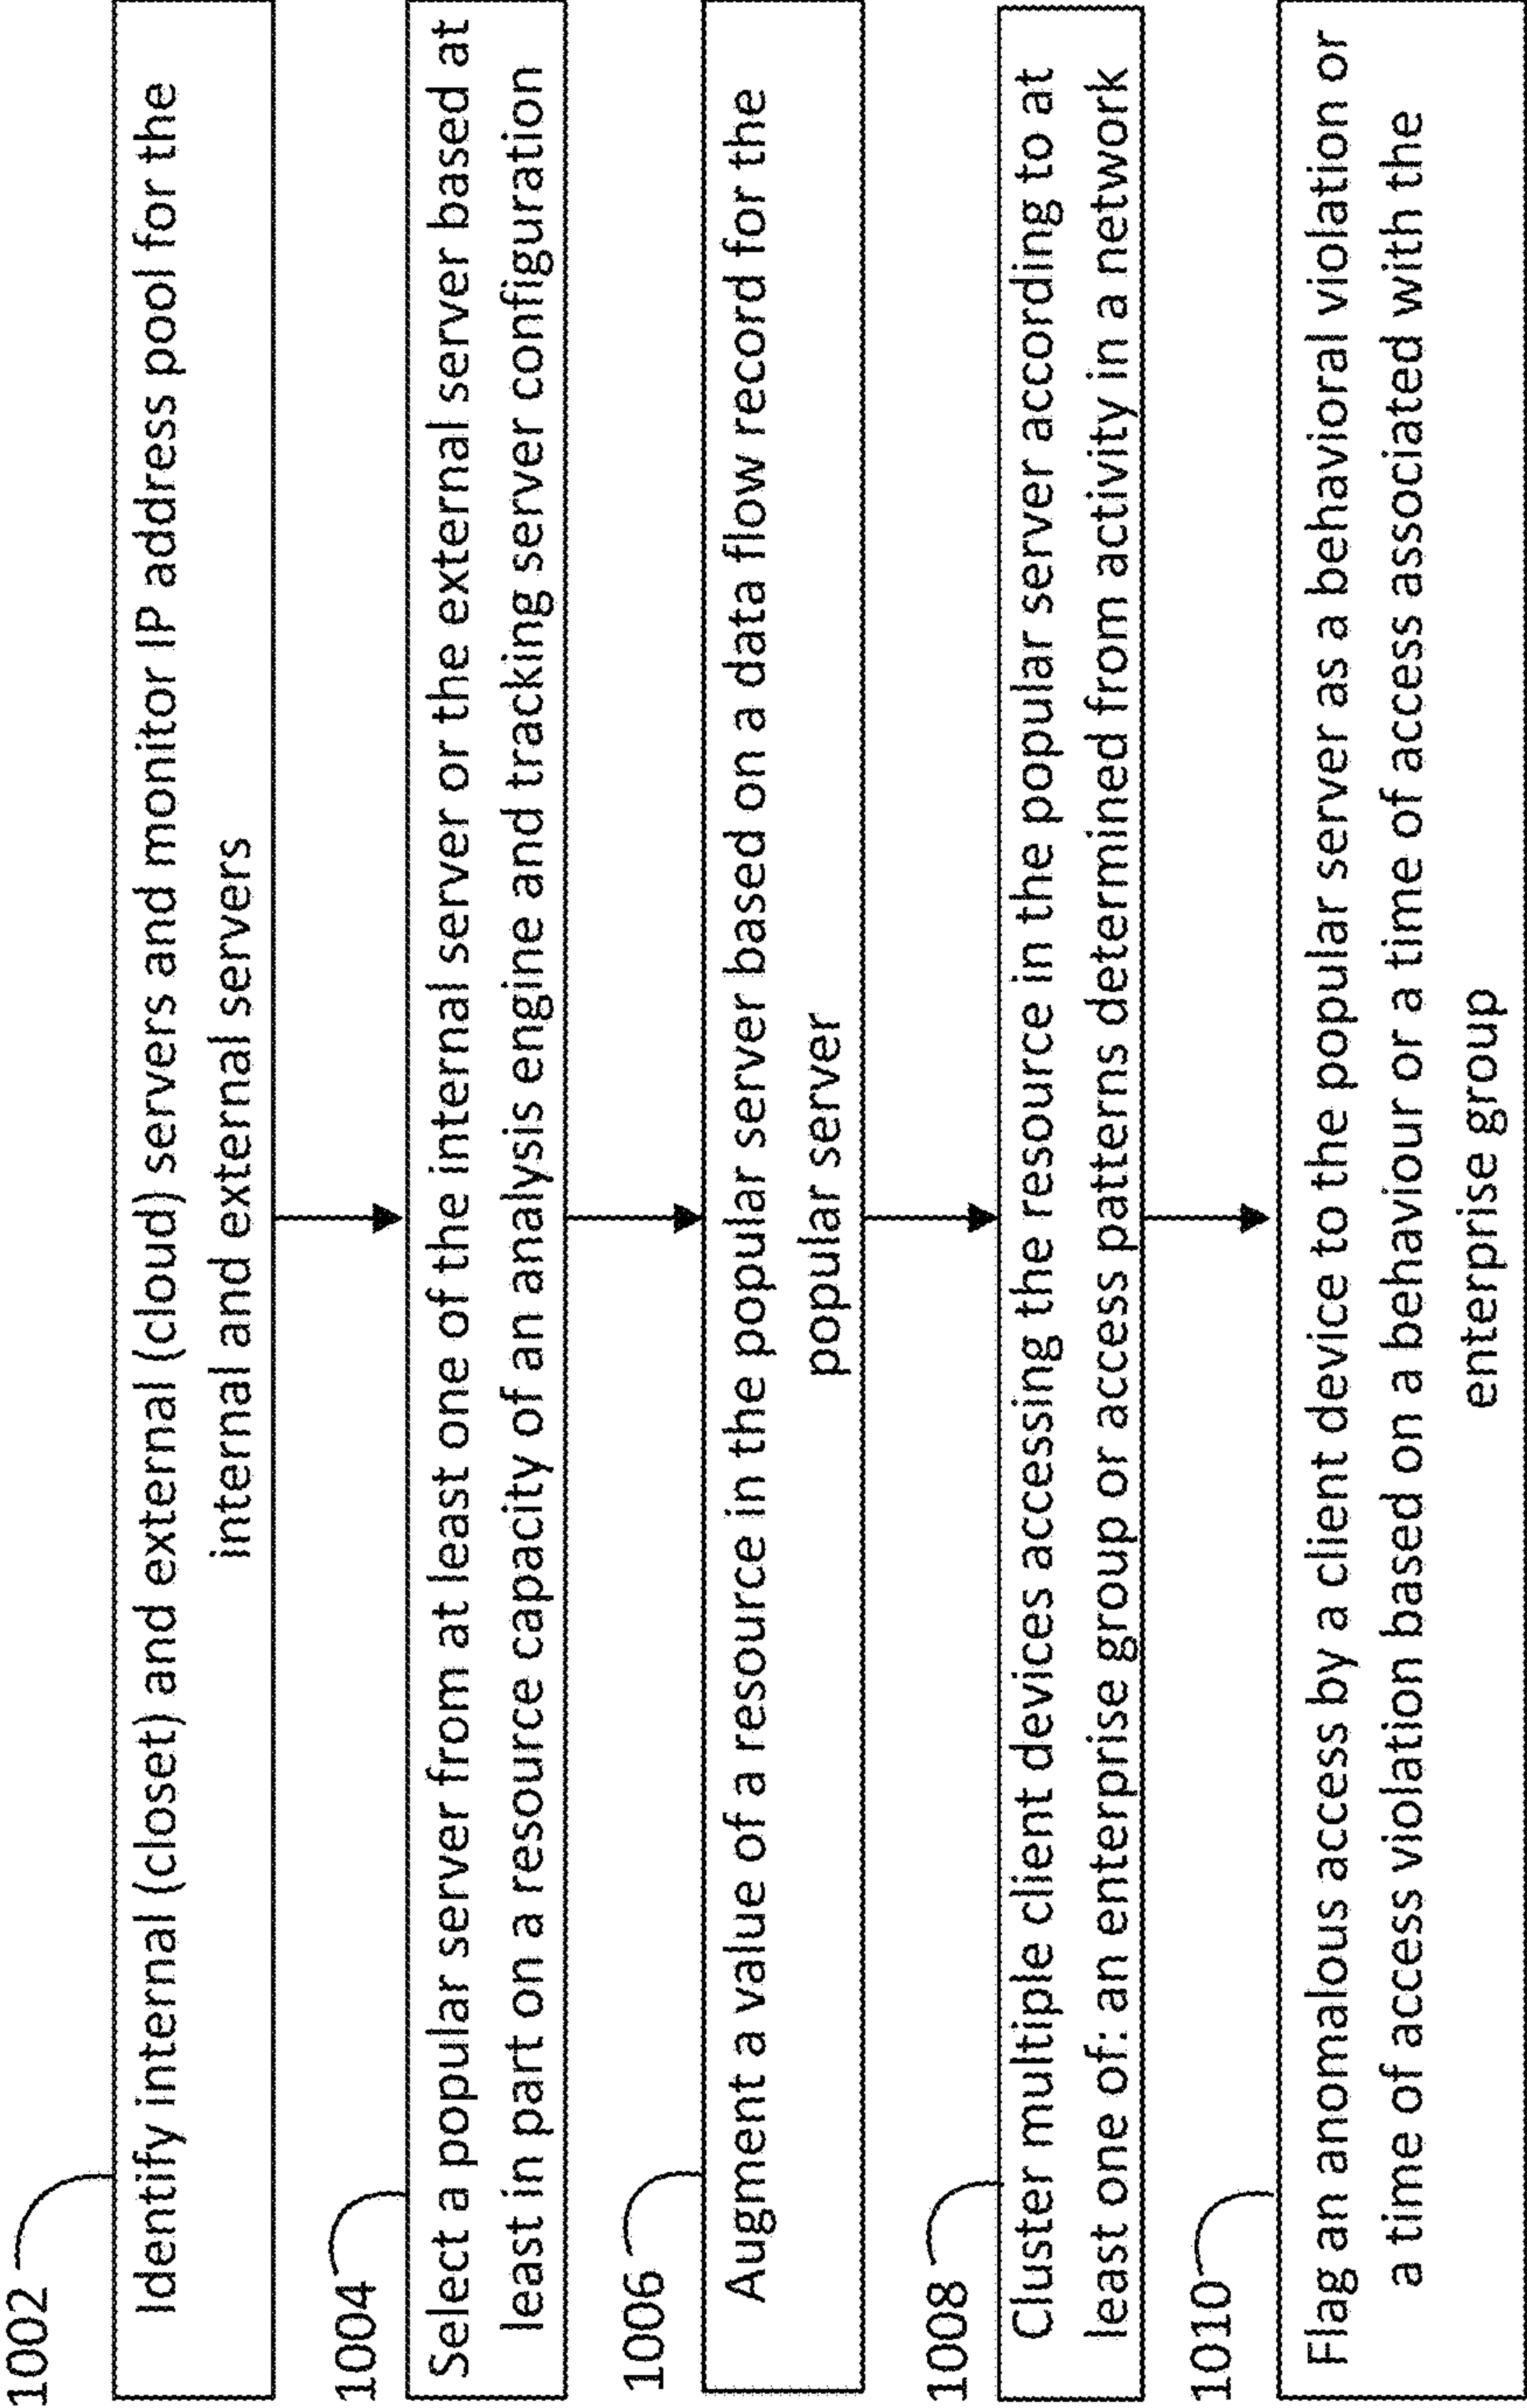 1002
Identify internal (closet) and external (cloud) servers and monitor IP address pool for the
internal and external servers
1004
Select a popular server from at least one of the internal server or the external server based at
least in part on a resource capacity of an analysis engine and tracking server configuration
1006
Augment a value of a resource in the popular server based on a data flow record for the
popular server
1008
Cluster multiple client devices accessing the resource in the popular server according to at
least one of: an enterprise group or access patterns determined from activity in a network
1010
Flag an anomalous access by a client device to the popular server as a behavioral violation or
a time of access violation based on a behaviour or a time of access associated with the
enterprise group